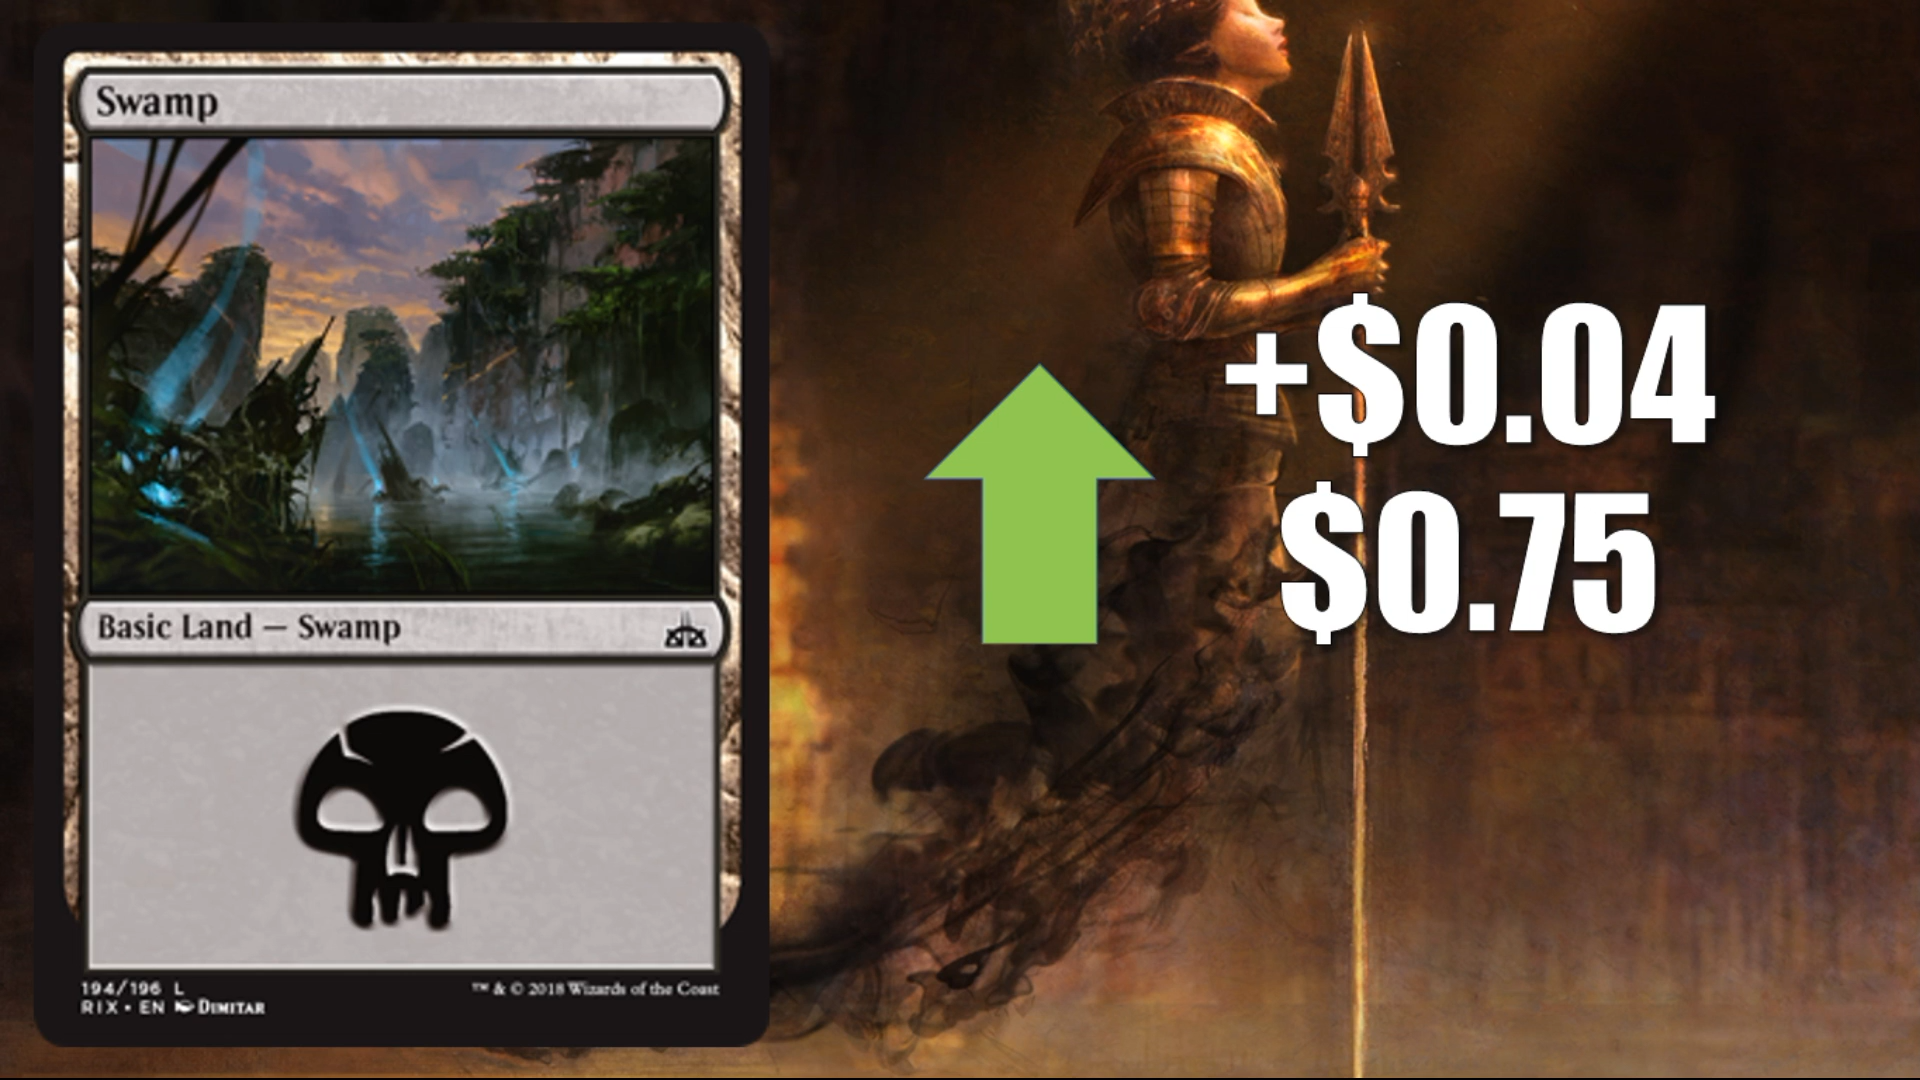 Swamp
+$0.04
$0.75
Basic Land — Swamp
194/196 L
RIX • EN DIMITAR
™ & © 2018 Wizards of the Coast